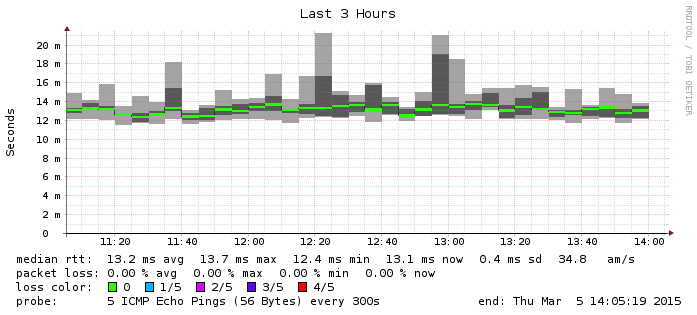 Last 3 Hours
RRDTOOL / TOBI OETIKER
Seconds
20 m
18 m
16 m
14 m
12 m
10 m
8 m
6 m
4 m
2 m
0
11:20 11:40 12:00 12:20 12:40 13:00 13:20 13:40 14:00
median rtt: 13.2 ms avg 13.7 ms max 12.4 ms min 13.1 ms now 0.4 ms sd 34.8 am/s
packet loss: 0.00 % avg 0.00 % max 0.00 % min 0.00 % now
loss color: 0 1/5 2/5 3/5 4/5
probe: 5 ICMP Echo Pings (56 Bytes) every 300s end: Thu Mar 5 14:05:19 2015